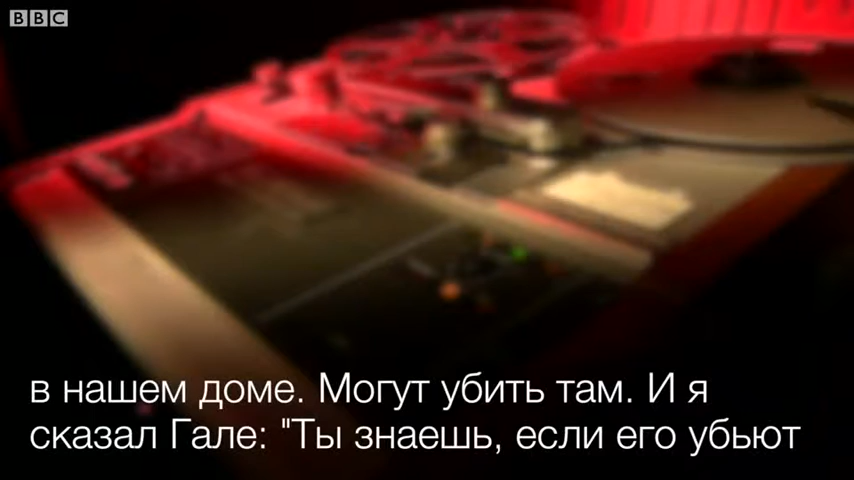 BBC
в нашем доме. Могут убить там. И я
сказал Гале: "Ты знаешь, если его убьют